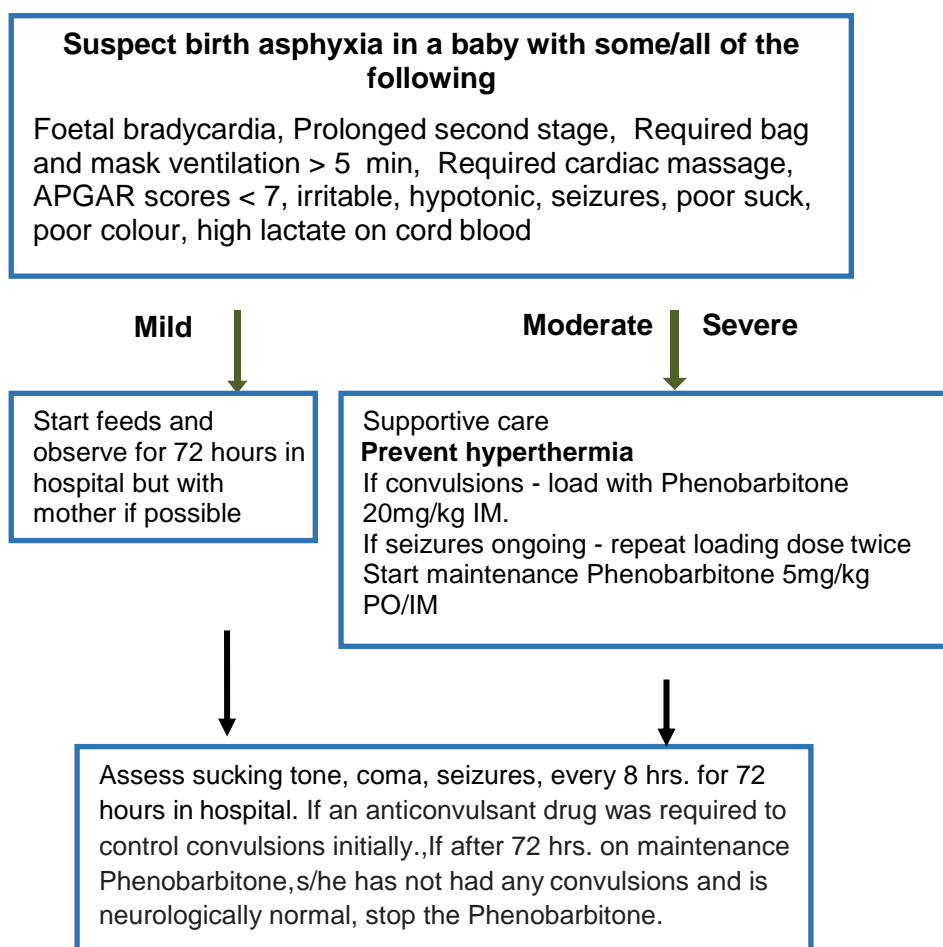 Suspect birth asphyxia in a baby with some/all of the
following
Foetal bradycardia, Prolonged second stage, Required bag
and mask ventilation > 5 min, Required cardiac massage,
APGAR scores < 7, irritable, hypotonic, seizures, poor suck,
poor colour, high lactate on cord blood
Mild
Moderate Severe
Start feeds and
observe for 72 hours in
hospital but with
mother if possible
Supportive care
Prevent hyperthermia
If convulsions - load with Phenobarbitone
20mg/kg IM.
If seizures ongoing - repeat loading dose twice
Start maintenance Phenobarbitone 5mg/kg
PO/IM
Assess sucking tone, coma, seizures, every 8 hrs. for 72
hours in hospital. If an anticonvulsant drug was required to
control convulsions initially.,If after 72 hrs. on maintenance
Phenobarbitone,s/he has not had any convulsions and is
neurologically normal, stop the Phenobarbitone.